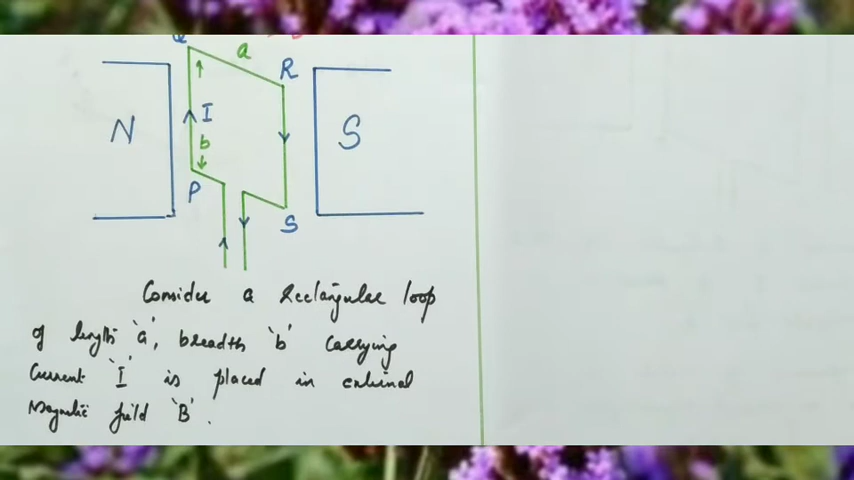 a
R
N
I
S
b
P
S
Consider a Rectangular loop
of length 'a', breadth 'b' carrying
Current 'I' is placed in external
Magnetic field 'B'.